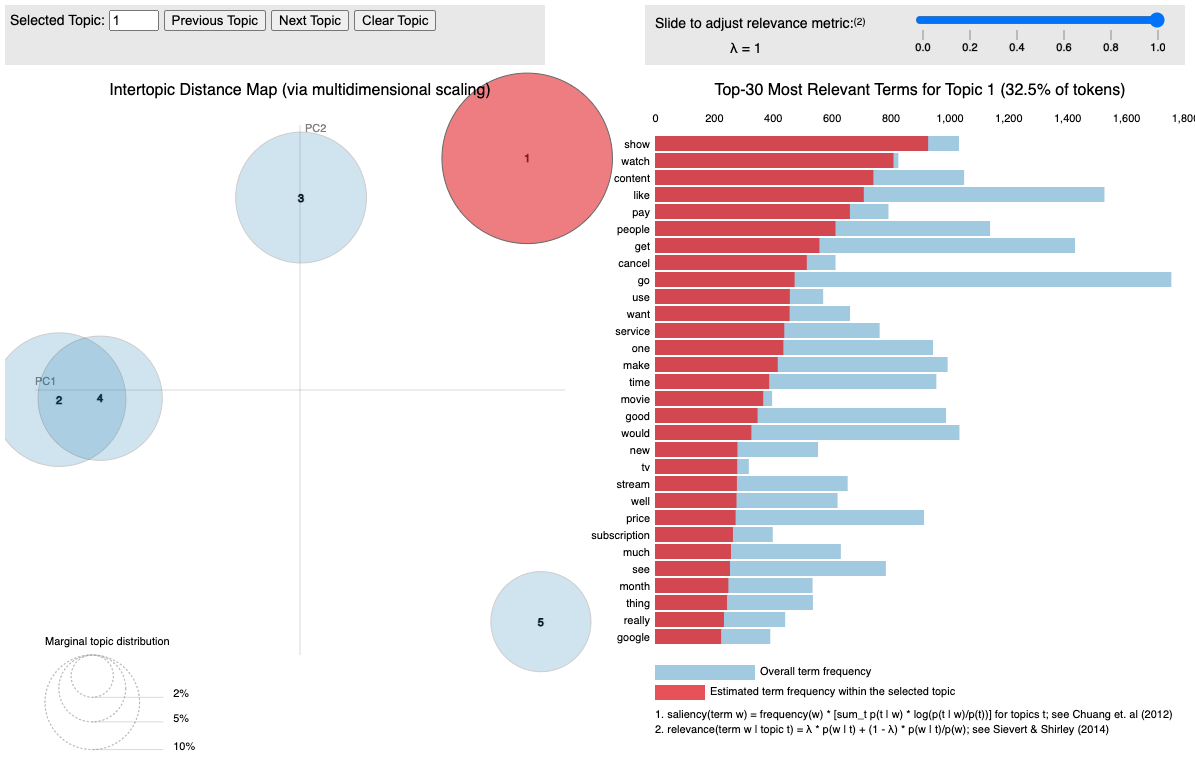 Selected Topic: 1 Previous Topic Next Topic Clear Topic
Slide to adjust relevance metric:(2)
λ = 1
0.0 0.2 0.4 0.6 0.8 1.0
Intertopic Distance Map (via multidimensional scaling)
PC2
1
3
PC1
2
4
5
Marginal topic distribution
2%
5%
10%
Top-30 Most Relevant Terms for Topic 1 (32.5% of tokens)
0 200 400 600 800 1,000 1,200 1,400 1,600 1,800
show
watch
content
like
pay
people
get
cancel
go
use
want
service
one
make
time
movie
good
would
new
tv
stream
well
price
subscription
much
see
month
thing
really
google
Overall term frequency
Estimated term frequency within the selected topic
1. saliency(term w) = frequency(w) * [sum_t p(t | w) * log(p(t | w)/p(t))] for topics t; see Chuang et. al (2012)
2. relevance(term w | topic t) = λ * p(w | t) + (1 - λ) * p(w | t)/p(w); see Sievert & Shirley (2014)